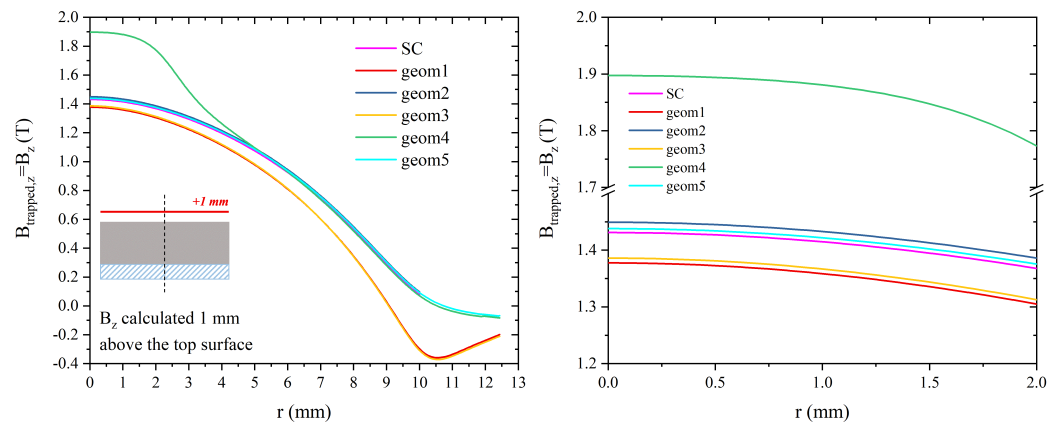 2.0
1.8
1.6
1.4
1.2
1.0
0.8
0.6
0.4
0.2
0.0
-0.2
-0.4
B_trapped,z=B_z (T)
SC
geom1
geom2
geom3
geom4
geom5
+1 mm
B_z calculated 1 mm
above the top surface
0 1 2 3 4 5 6 7 8 9 10 11 12 13
r (mm)
2.0
1.9
1.8
1.7
1.4
1.3
1.2
B_trapped,z=B_z (T)
SC
geom1
geom2
geom3
geom4
geom5
0.0 0.5 1.0 1.5 2.0
r (mm)